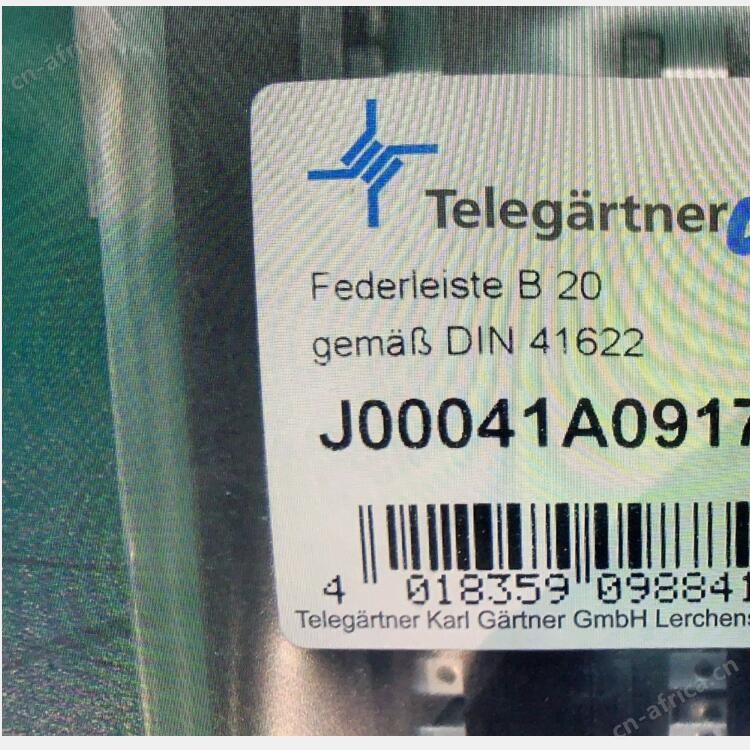 cn-africa.cn
Telegärtner
Federleiste B 20
gemäß DIN 41622
J00041A0917
4 018359 098841
Telegärtner Karl Gärtner GmbH
cn-africa.cn